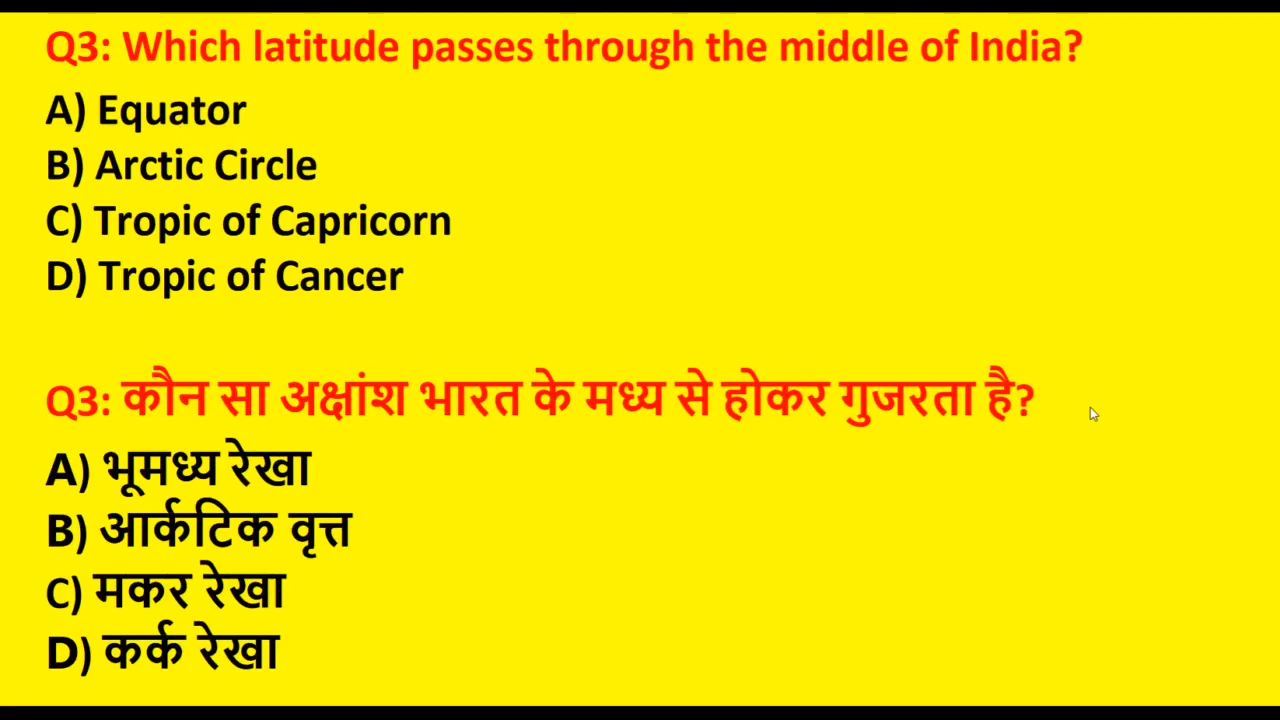 Q3: Which latitude passes through the middle of India?
A) Equator
B) Arctic Circle
C) Tropic of Capricorn
D) Tropic of Cancer
Q3: कौन सा अक्षांश भारत के मध्य से होकर गुजरता है?
A) भूमध्य रेखा
B) आर्कटिक वृत्त
C) मकर रेखा
D) कर्क रेखा